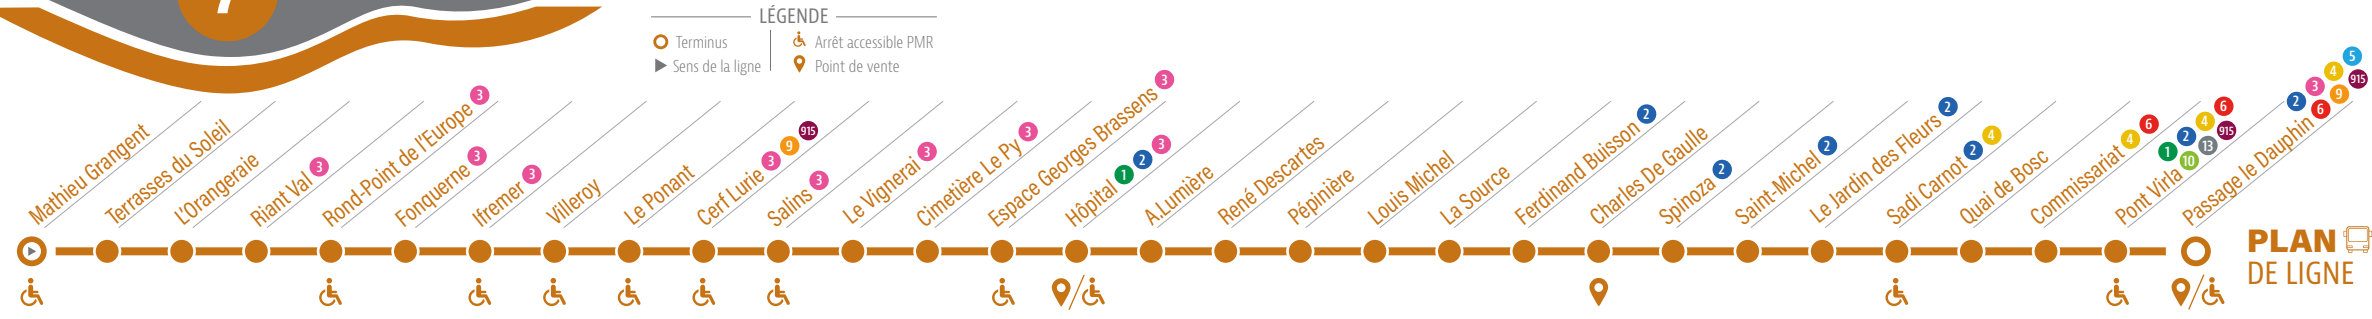 7
LÉGENDE
Terminus
Sens de la ligne
Arrêt accessible PMR
Point de vente
Mathieu Grangent
Terrasses du Soleil
L'Orangeraie
Riant Val 3
Rond-Point de l'Europe 3
Fonquerne 3
Ifremer 3
Villeroy
Le Ponant
Cerf Lurie 3 9 915
Salins 3
Le Vignerai 3
Cimetière Le Py 3
Espace Georges Brassens 3
Hôpital 1 2 3
A.Lumière
René Descartes
Pépinière
Louis Michel
La Source
Ferdinand Buisson 2
Charles De Gaulle
Spinoza 2
Saint-Michel 2
Le Jardin des Fleurs 2
Sadi Carnot 2 4
Quai de Bosc
Commissariat 4 6
Pont Virla 1 2 4 6 10 13 915
Passage le Dauphin 2 3 4 5 6 9 915
PLAN
DE LIGNE